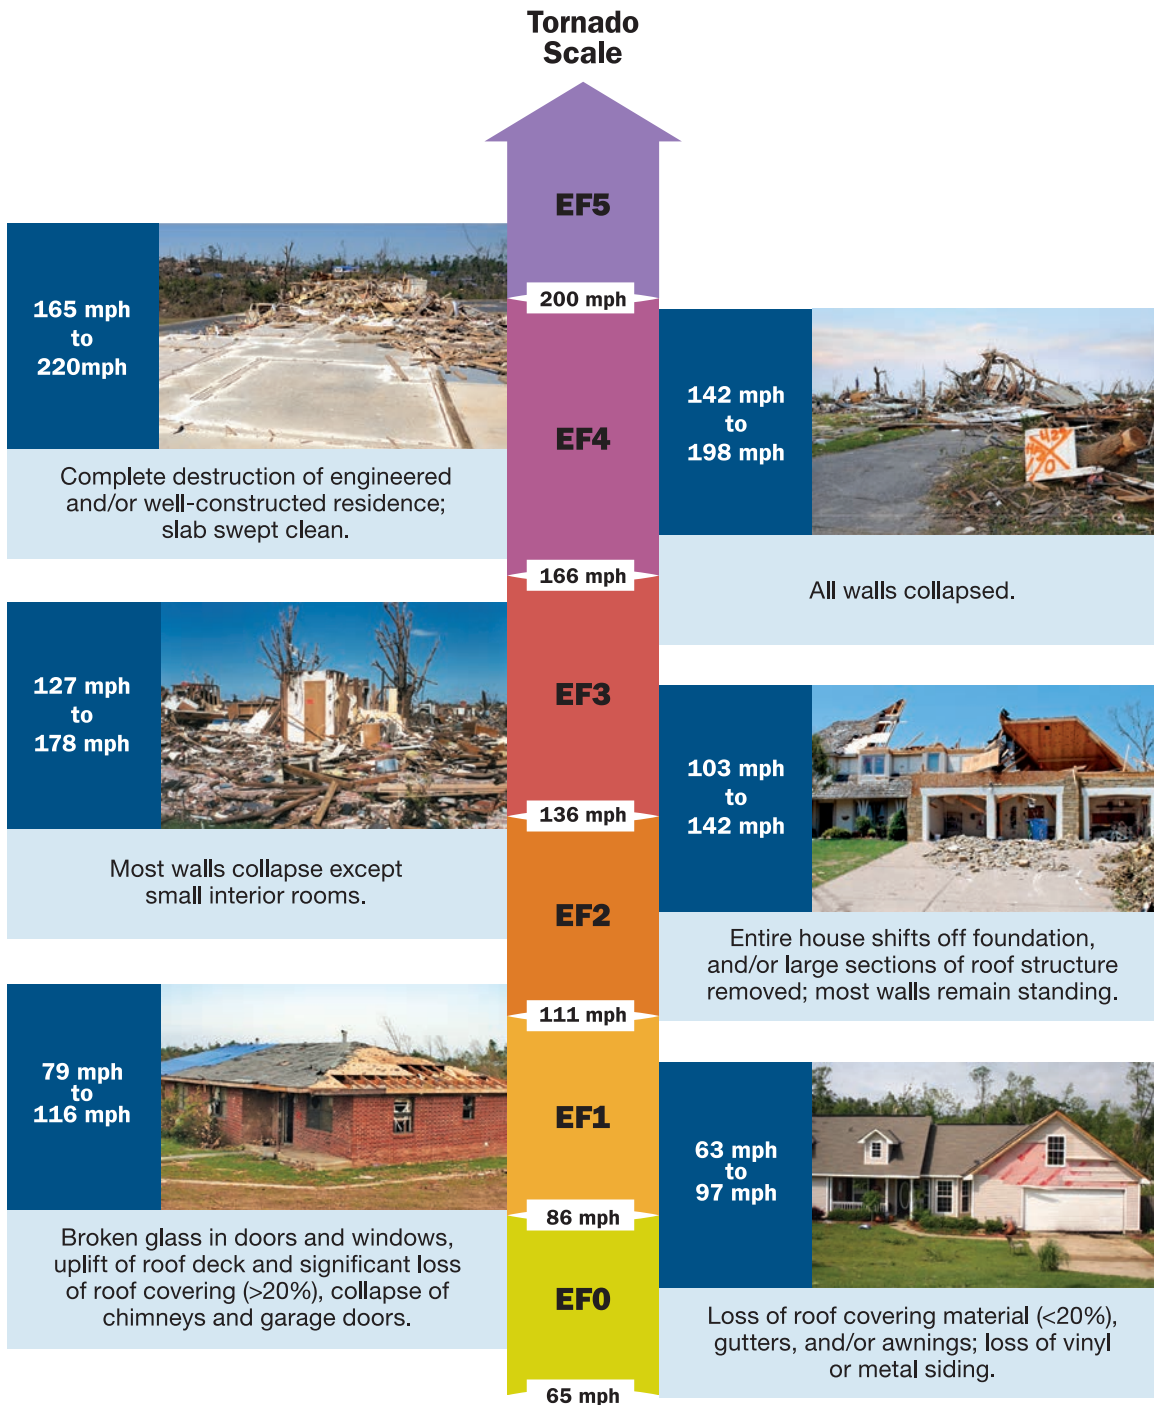 Tornado
Scale
EF5
200 mph
165 mph
to
220mph
Complete destruction of engineered
and/or well-constructed residence;
slab swept clean.
EF4
142 mph
to
198 mph
All walls collapsed.
166 mph
127 mph
to
178 mph
Most walls collapse except
small interior rooms.
EF3
136 mph
103 mph
to
142 mph
Entire house shifts off foundation,
and/or large sections of roof structure
removed; most walls remain standing.
EF2
111 mph
79 mph
to
116 mph
Broken glass in doors and windows,
uplift of roof deck and significant loss
of roof covering (>20%), collapse of
chimneys and garage doors.
EF1
86 mph
63 mph
to
97 mph
Loss of roof covering material (<20%),
gutters, and/or awnings; loss of vinyl
or metal siding.
EF0
65 mph